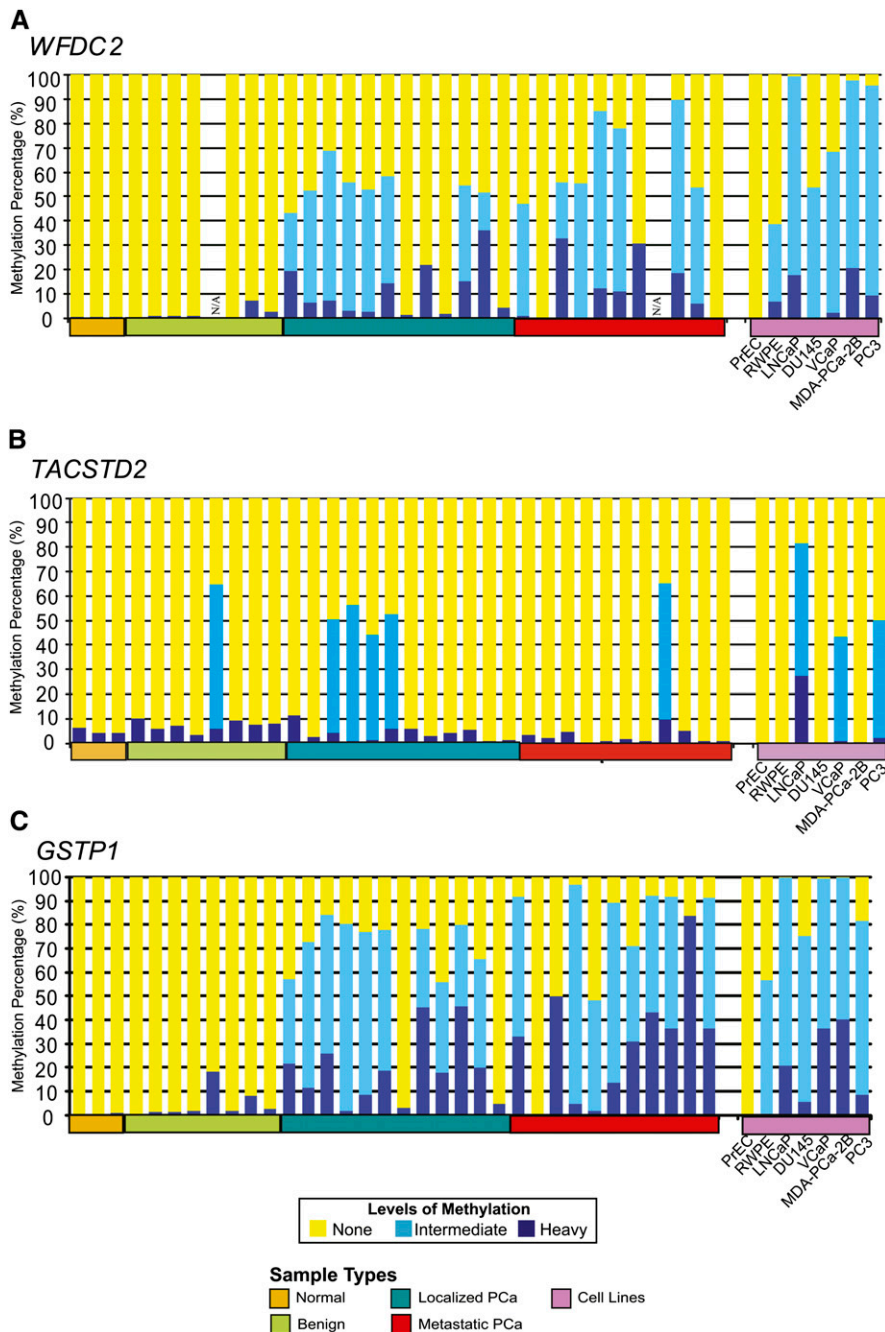 A
WFDC2
Methylation Percentage (%)
100
90
80
70
60
50
40
30
20
10
0
N/A
N/A
PrEC
RWPE
LNCaP
DU145
VCaP
MDA-PCa-2B
PC3
B
TACSTD2
Methylation Percentage (%)
100
90
80
70
60
50
40
30
20
10
0
PrEC
RWPE
LNCaP
DU145
VCaP
MDA-PCa-2B
PC3
C
GSTP1
Methylation Percentage (%)
100
90
80
70
60
50
40
30
20
10
0
PrEC
RWPE
LNCaP
DU145
VCaP
MDA-PCa-2B
PC3
Levels of Methylation
None Intermediate Heavy
Sample Types
Normal Localized PCa Cell Lines
Benign Metastatic PCa